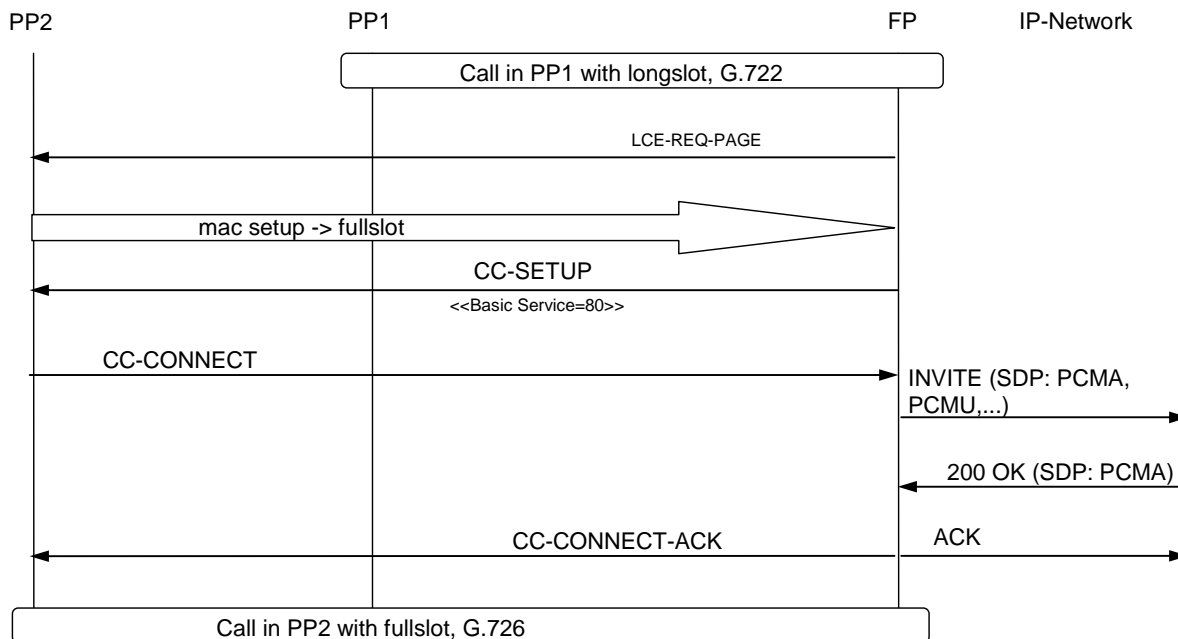 PP2 PP1 FP IP-Network
Call in PP1 with longslot, G.722
LCE-REQ-PAGE
mac setup -> fullslot
CC-SETUP
<<Basic Service=80>>
CC-CONNECT
INVITE (SDP: PCMA,
PCMU,...)
200 OK (SDP: PCMA)
CC-CONNECT-ACK ACK
Call in PP2 with fullslot, G.726